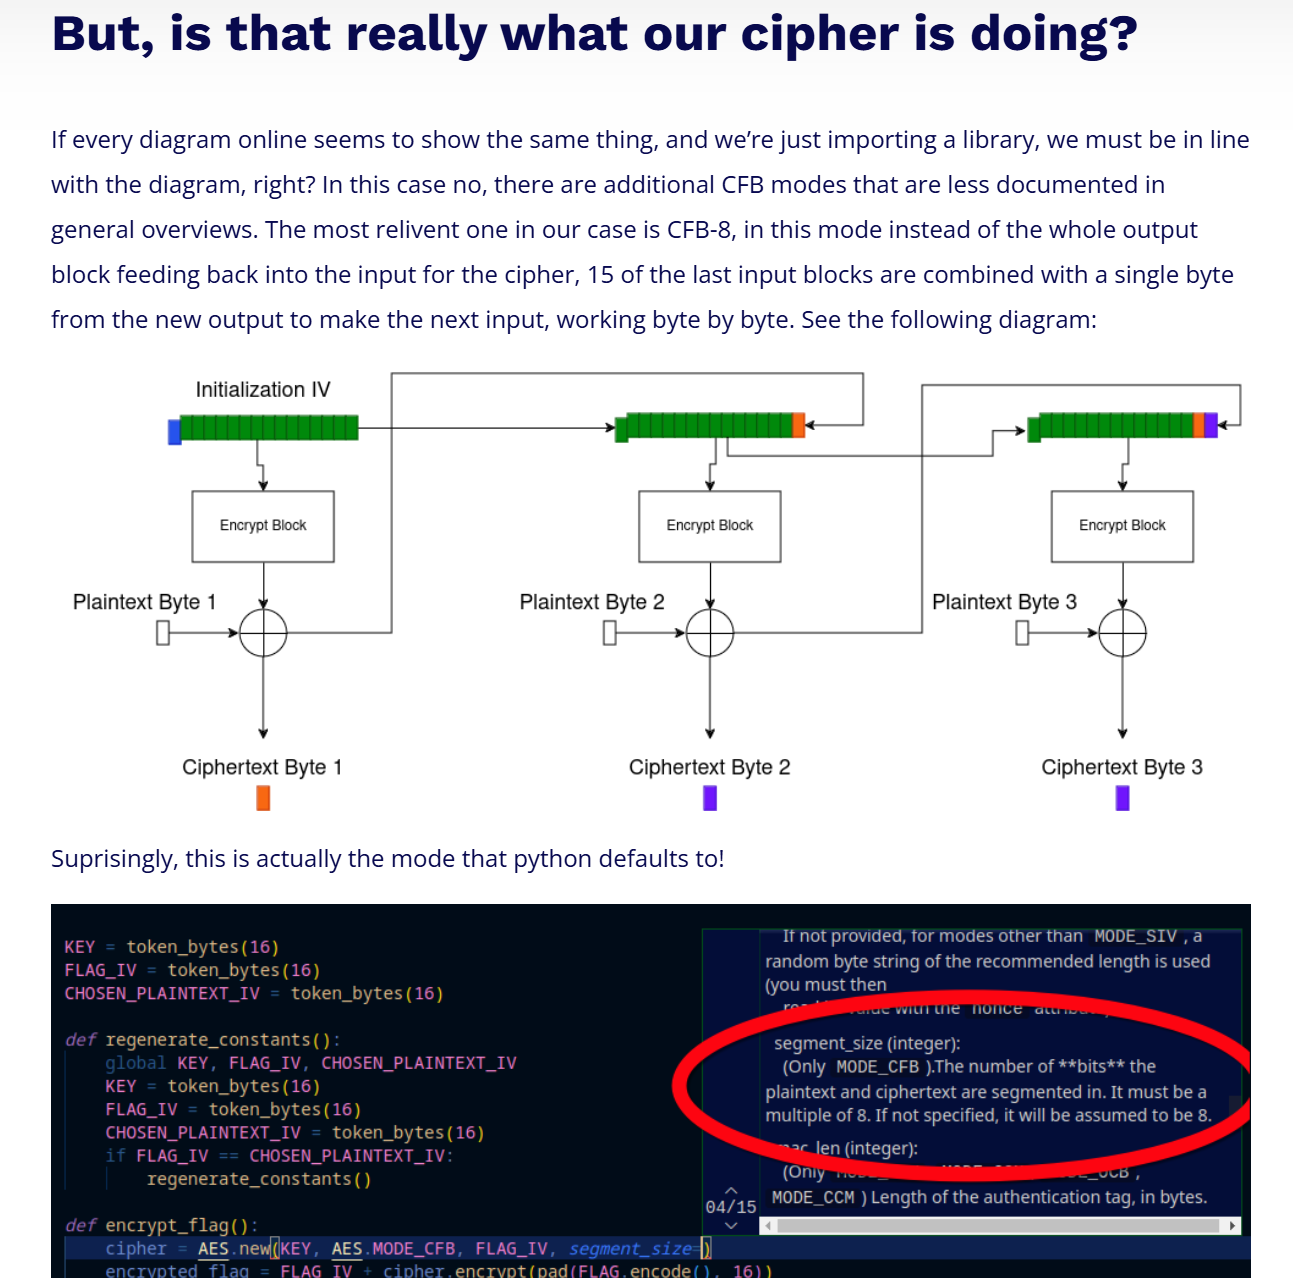 But, is that really what our cipher is doing?
If every diagram online seems to show the same thing, and we’re just importing a library, we must be in line
with the diagram, right? In this case no, there are additional CFB modes that are less documented in
general overviews. The most relivent one in our case is CFB-8, in this mode instead of the whole output
block feeding back into the input for the cipher, 15 of the last input blocks are combined with a single byte
from the new output to make the next input, working byte by byte. See the following diagram:
Initialization IV
Encrypt Block
Encrypt Block
Encrypt Block
Plaintext Byte 1
Plaintext Byte 2
Plaintext Byte 3
Ciphertext Byte 1
Ciphertext Byte 2
Ciphertext Byte 3
Suprisingly, this is actually the mode that python defaults to!
KEY = token_bytes(16)
FLAG_IV = token_bytes(16)
CHOSEN_PLAINTEXT_IV = token_bytes(16)
def regenerate_constants():
global KEY, FLAG_IV, CHOSEN_PLAINTEXT_IV
KEY = token_bytes(16)
FLAG_IV = token_bytes(16)
CHOSEN_PLAINTEXT_IV = token_bytes(16)
if FLAG_IV == CHOSEN_PLAINTEXT_IV:
regenerate_constants()
def encrypt_flag():
cipher = AES.new(KEY, AES.MODE_CFB, FLAG_IV, segment_size=)
encrypted_flag = FLAG_IV + cipher.encrypt(pad(FLAG.encode(), 16))
If not provided, for modes other than MODE_SIV , a
random byte string of the recommended length is used
(you must then
value with the nonce
segment_size (integer):
(Only MODE_CFB ).The number of **bits** the
plaintext and ciphertext are segmented in. It must be a
multiple of 8. If not specified, it will be assumed to be 8.
mac_len (integer):
(Only
MODE_CCM ) Length of the authentication tag, in bytes.
04/15